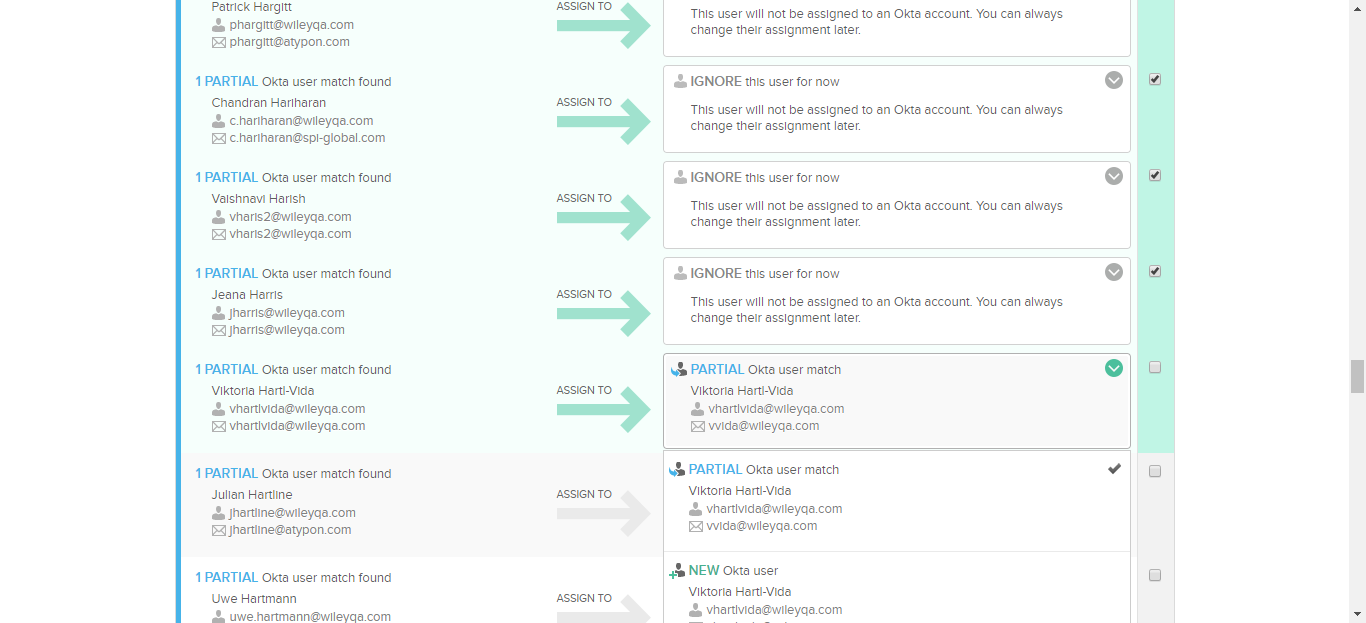 Patrick Hargitt
phargitt@wileyqa.com
phargitt@atypon.com
ASSIGN TO
This user will not be assigned to an Okta account. You can always
change their assignment later.
1 PARTIAL Okta user match found
Chandran Hariharan
c.hariharan@wileyqa.com
c.hariharan@spi-global.com
ASSIGN TO
IGNORE this user for now
This user will not be assigned to an Okta account. You can always
change their assignment later.
1 PARTIAL Okta user match found
Vaishnavi Harish
vharis2@wileyqa.com
vharis2@wileyqa.com
ASSIGN TO
IGNORE this user for now
This user will not be assigned to an Okta account. You can always
change their assignment later.
1 PARTIAL Okta user match found
Jeana Harris
jharris@wileyqa.com
jharris@wileyqa.com
ASSIGN TO
IGNORE this user for now
This user will not be assigned to an Okta account. You can always
change their assignment later.
1 PARTIAL Okta user match found
Viktoria Hartl-Vida
vhartlvida@wileyqa.com
vhartlvida@wileyqa.com
ASSIGN TO
PARTIAL Okta user match
Viktoria Hartl-Vida
vhartlvida@wileyqa.com
vvida@wileyqa.com
1 PARTIAL Okta user match found
Julian Hartline
jhartline@wileyqa.com
jhartline@atypon.com
ASSIGN TO
PARTIAL Okta user match
Viktoria Hartl-Vida
vhartlvida@wileyqa.com
vvida@wileyqa.com
1 PARTIAL Okta user match found
Uwe Hartmann
uwe.hartmann@wileyqa.com
ASSIGN TO
NEW Okta user
Viktoria Hartl-Vida
vhartlvida@wileyqa.com